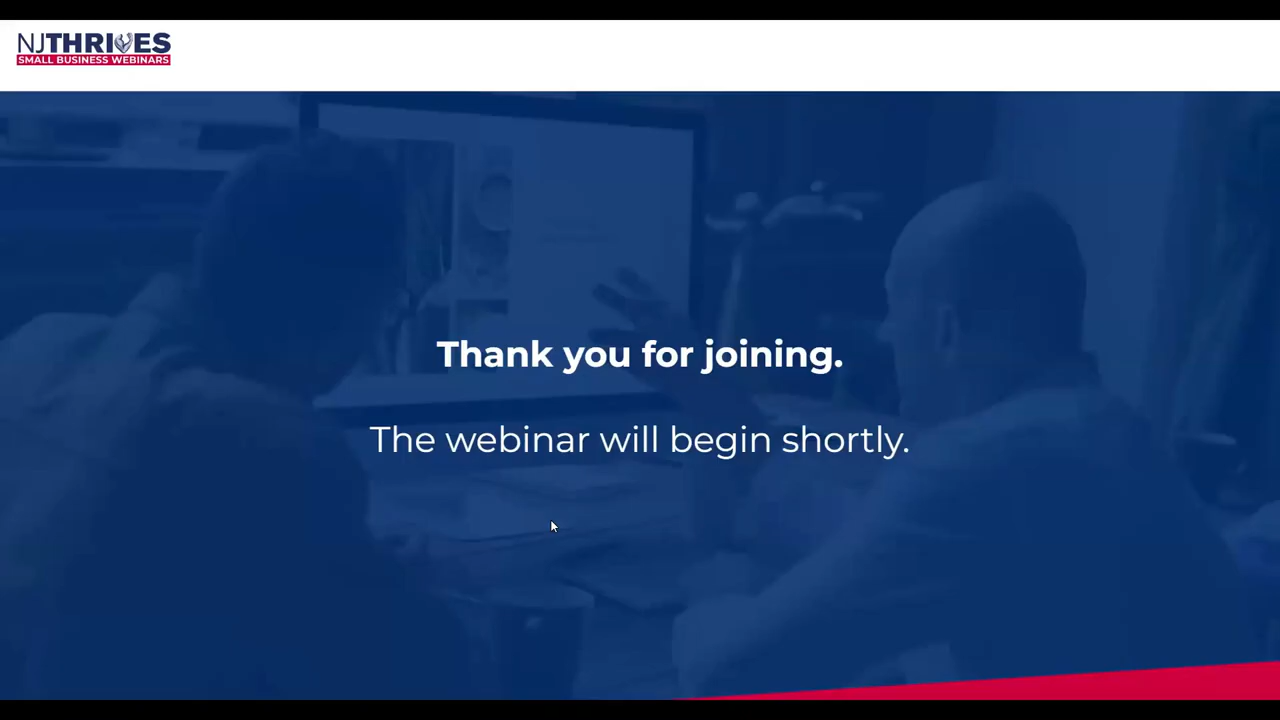 NJTHRIVES
SMALL BUSINESS WEBINARS
Thank you for joining.
The webinar will begin shortly.